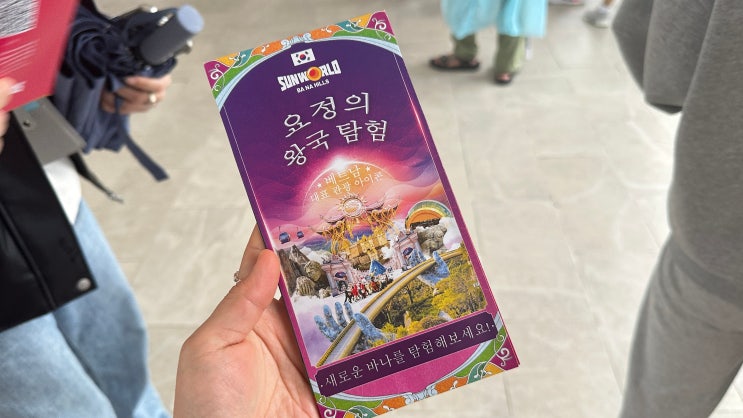 SUNWORLD
BA NA HILLS
요정의
왕국 탐험
베트남
대표 관광 아이콘
새로운 바나를 탐험해보세요!